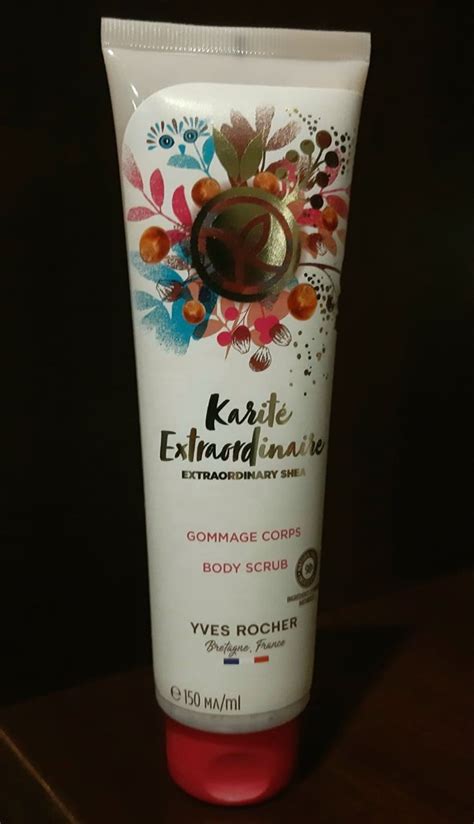 Karité
Extraordinaire
EXTRAORDINARY SHEA
GOMMAGE CORPS
BODY SCRUB
YVES ROCHER
Bretagne, France
e 150 мл/ml